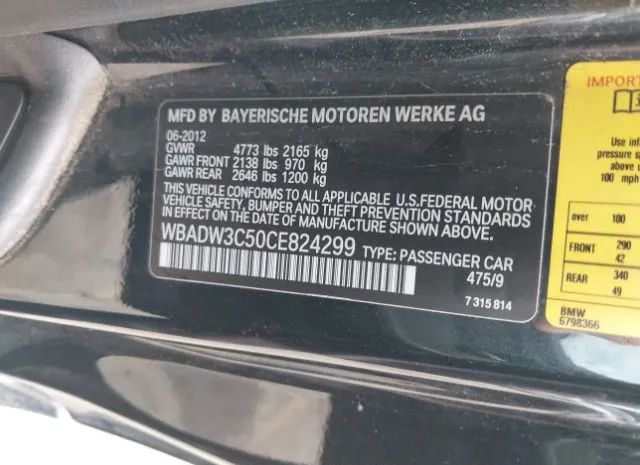 MFD BY BAYERISCHE MOTOREN WERKE AG
06-2012
GVWR 4773 lbs 2165 kg
GAWR FRONT 2138 lbs 970 kg
GAWR REAR 2646 lbs 1200 kg
THIS VEHICLE CONFORMS TO ALL APPLICABLE U.S.FEDERAL MOTOR
VEHICLE SAFETY, BUMPER AND THEFT PREVENTION STANDARDS
IN EFFECT ON THE DATE OF MANUFACTURE SHOWN ABOVE.
WBADW3C50CE824299 TYPE: PASSENGER CAR
475/9
7 315 814
Use
pressure
above
100 mph
over 100
FRONT 290
42
REAR 340
49
BMW
6798366